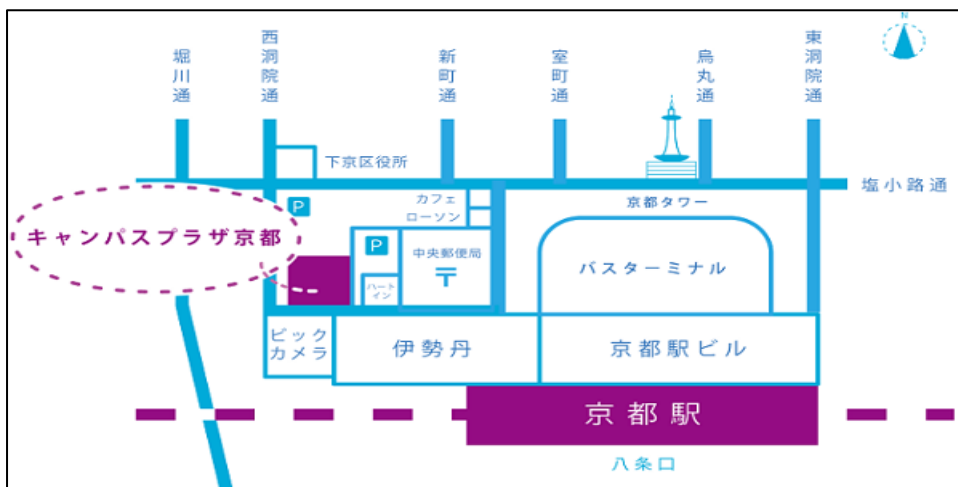 N
堀川通
西洞院通
新町通
室町通
烏丸通
東洞院通
下京区役所
塩小路通
P
カフェ
ローソン
京都タワー
キャンパスプラザ京都
P
中央郵便局
〒
バスターミナル
ハート
イン
ビック
カメラ
伊勢丹
京都駅ビル
京都駅
八条口